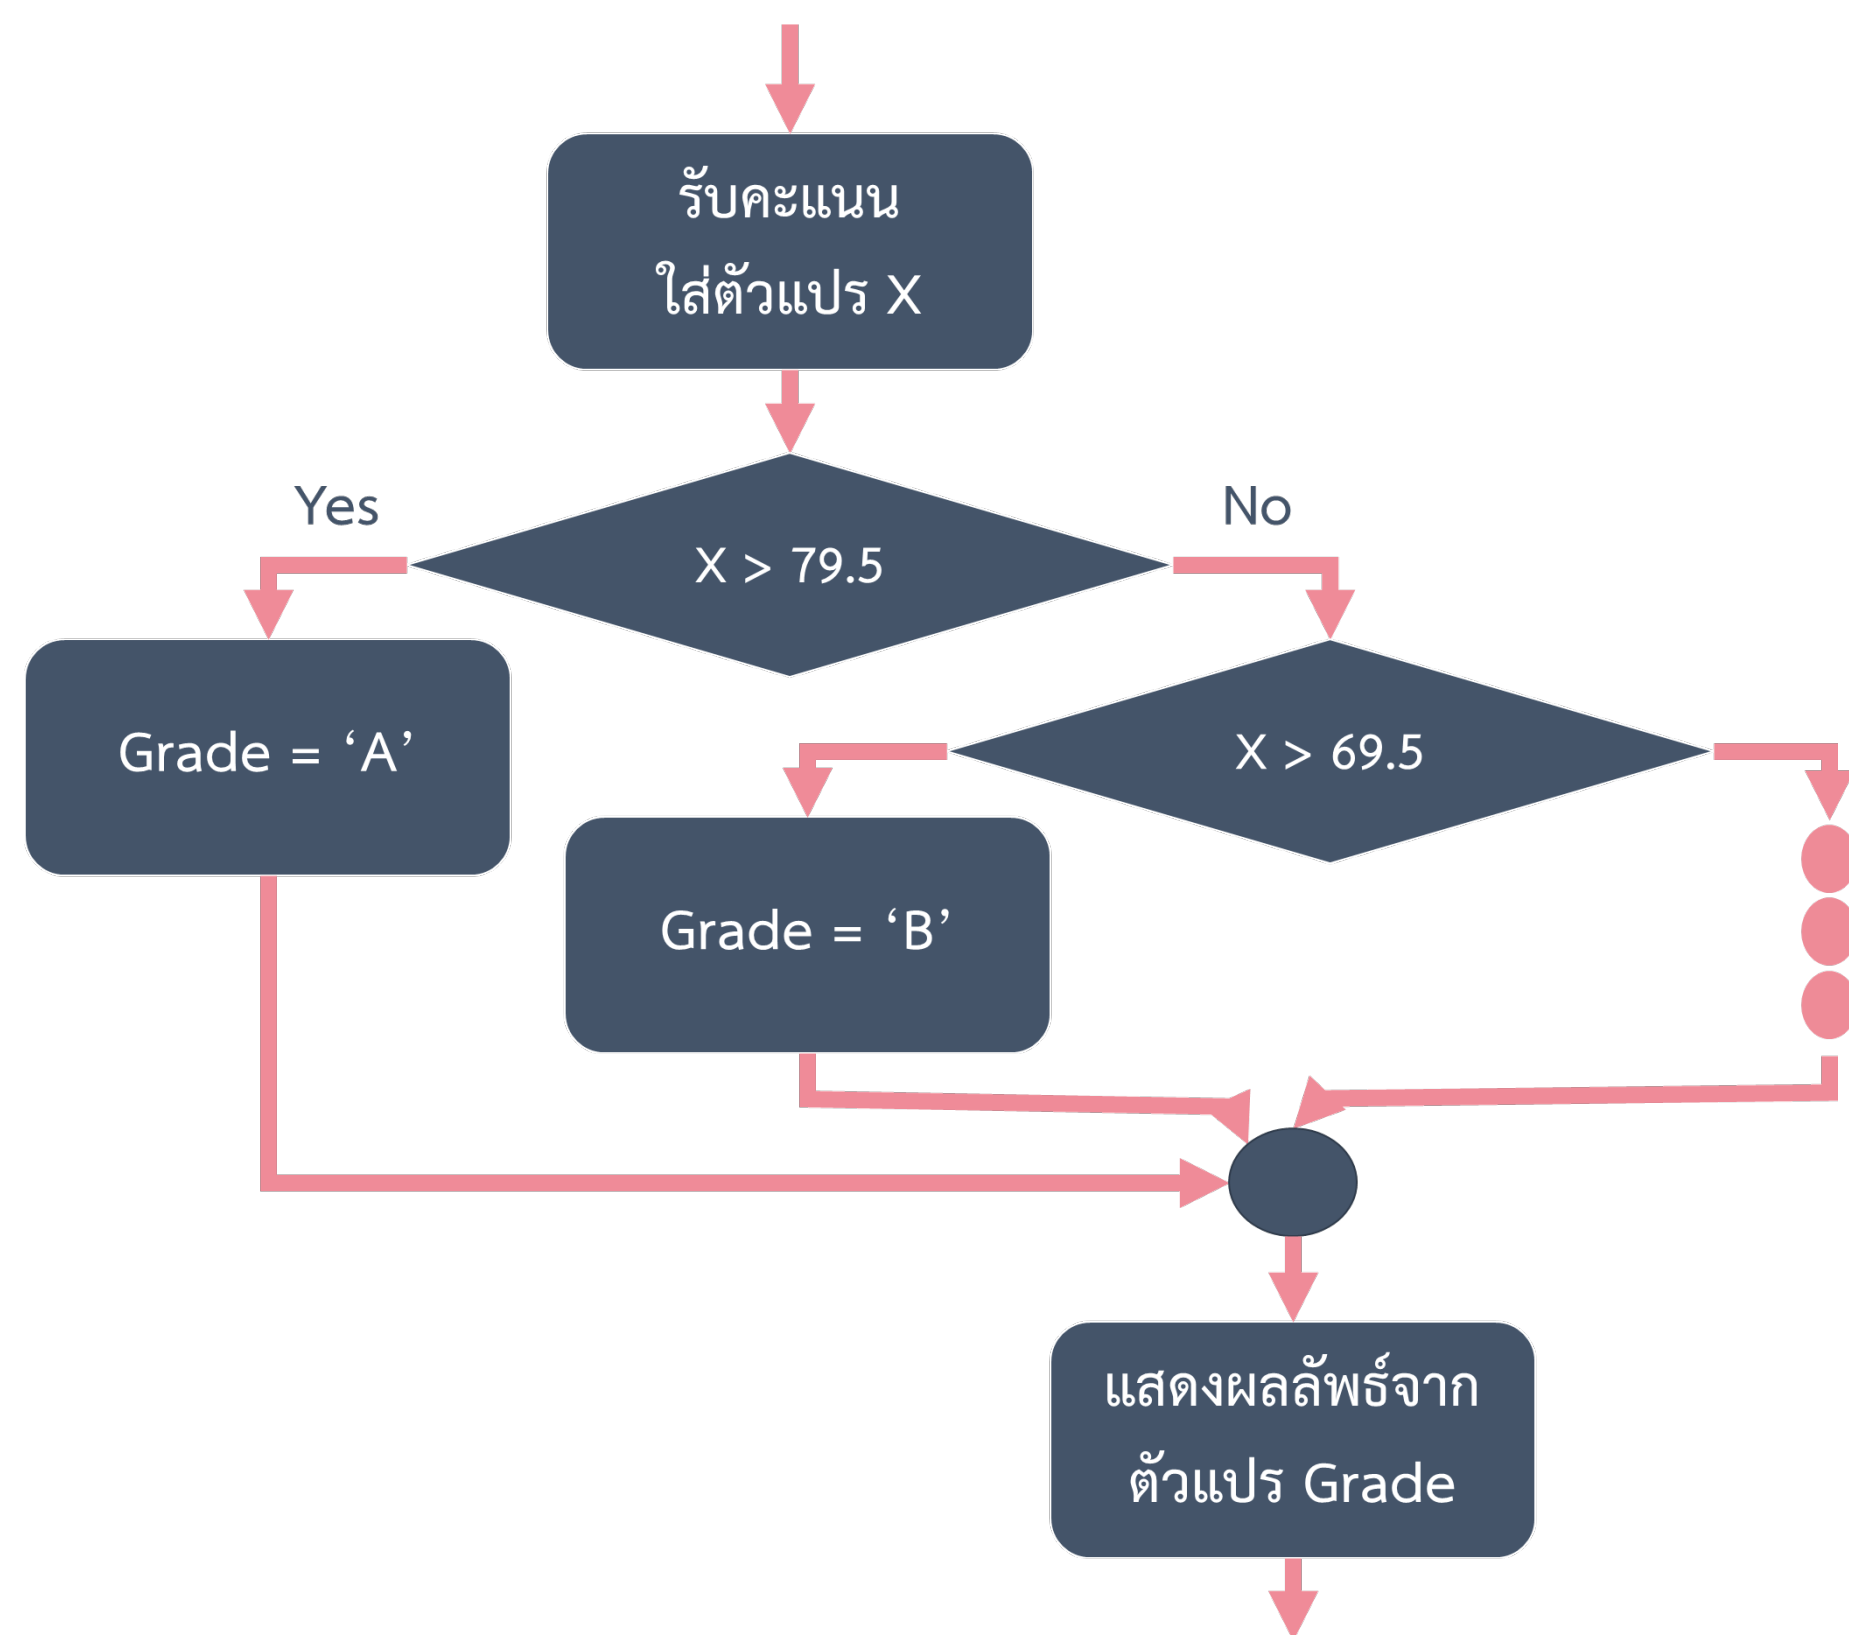 รับคะแนน
ใส่ตัวแปร X
Yes
No
X > 79.5
Grade = ‘A’
X > 69.5
Grade = ‘B’
แสดงผลลัพธ์จาก
ตัวแปร Grade